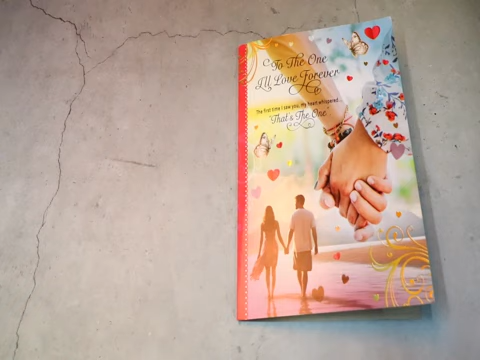 To The One
I'll Love Forever
The first time I saw you, my heart whispered ...
"That's The One"